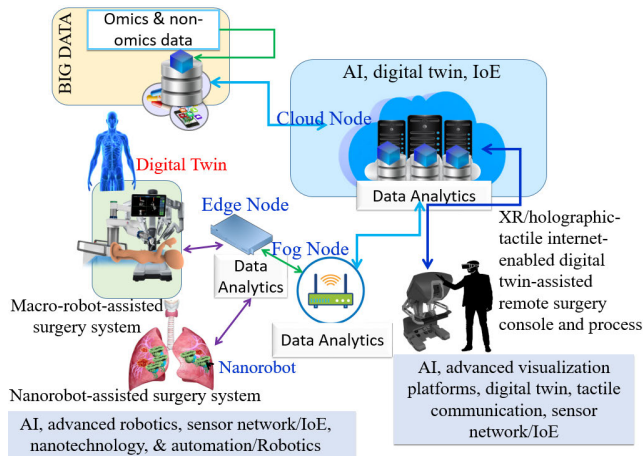 BIG DATA
Omics & non-
omics data
AI, digital twin, IoE
Cloud Node
Data Analytics
Digital Twin
Edge Node
Data
Analytics
Fog Node
Data Analytics
XR/holographic-
tactile internet-
enabled digital
twin-assisted
remote surgery
console and process
Macro-robot-assisted
surgery system
Nanorobot
Nanorobot-assisted surgery system
AI, advanced robotics, sensor network/IoE,
nanotechnology, & automation/Robotics
AI, advanced visualization
platforms, digital twin, tactile
communication, sensor
network/IoE